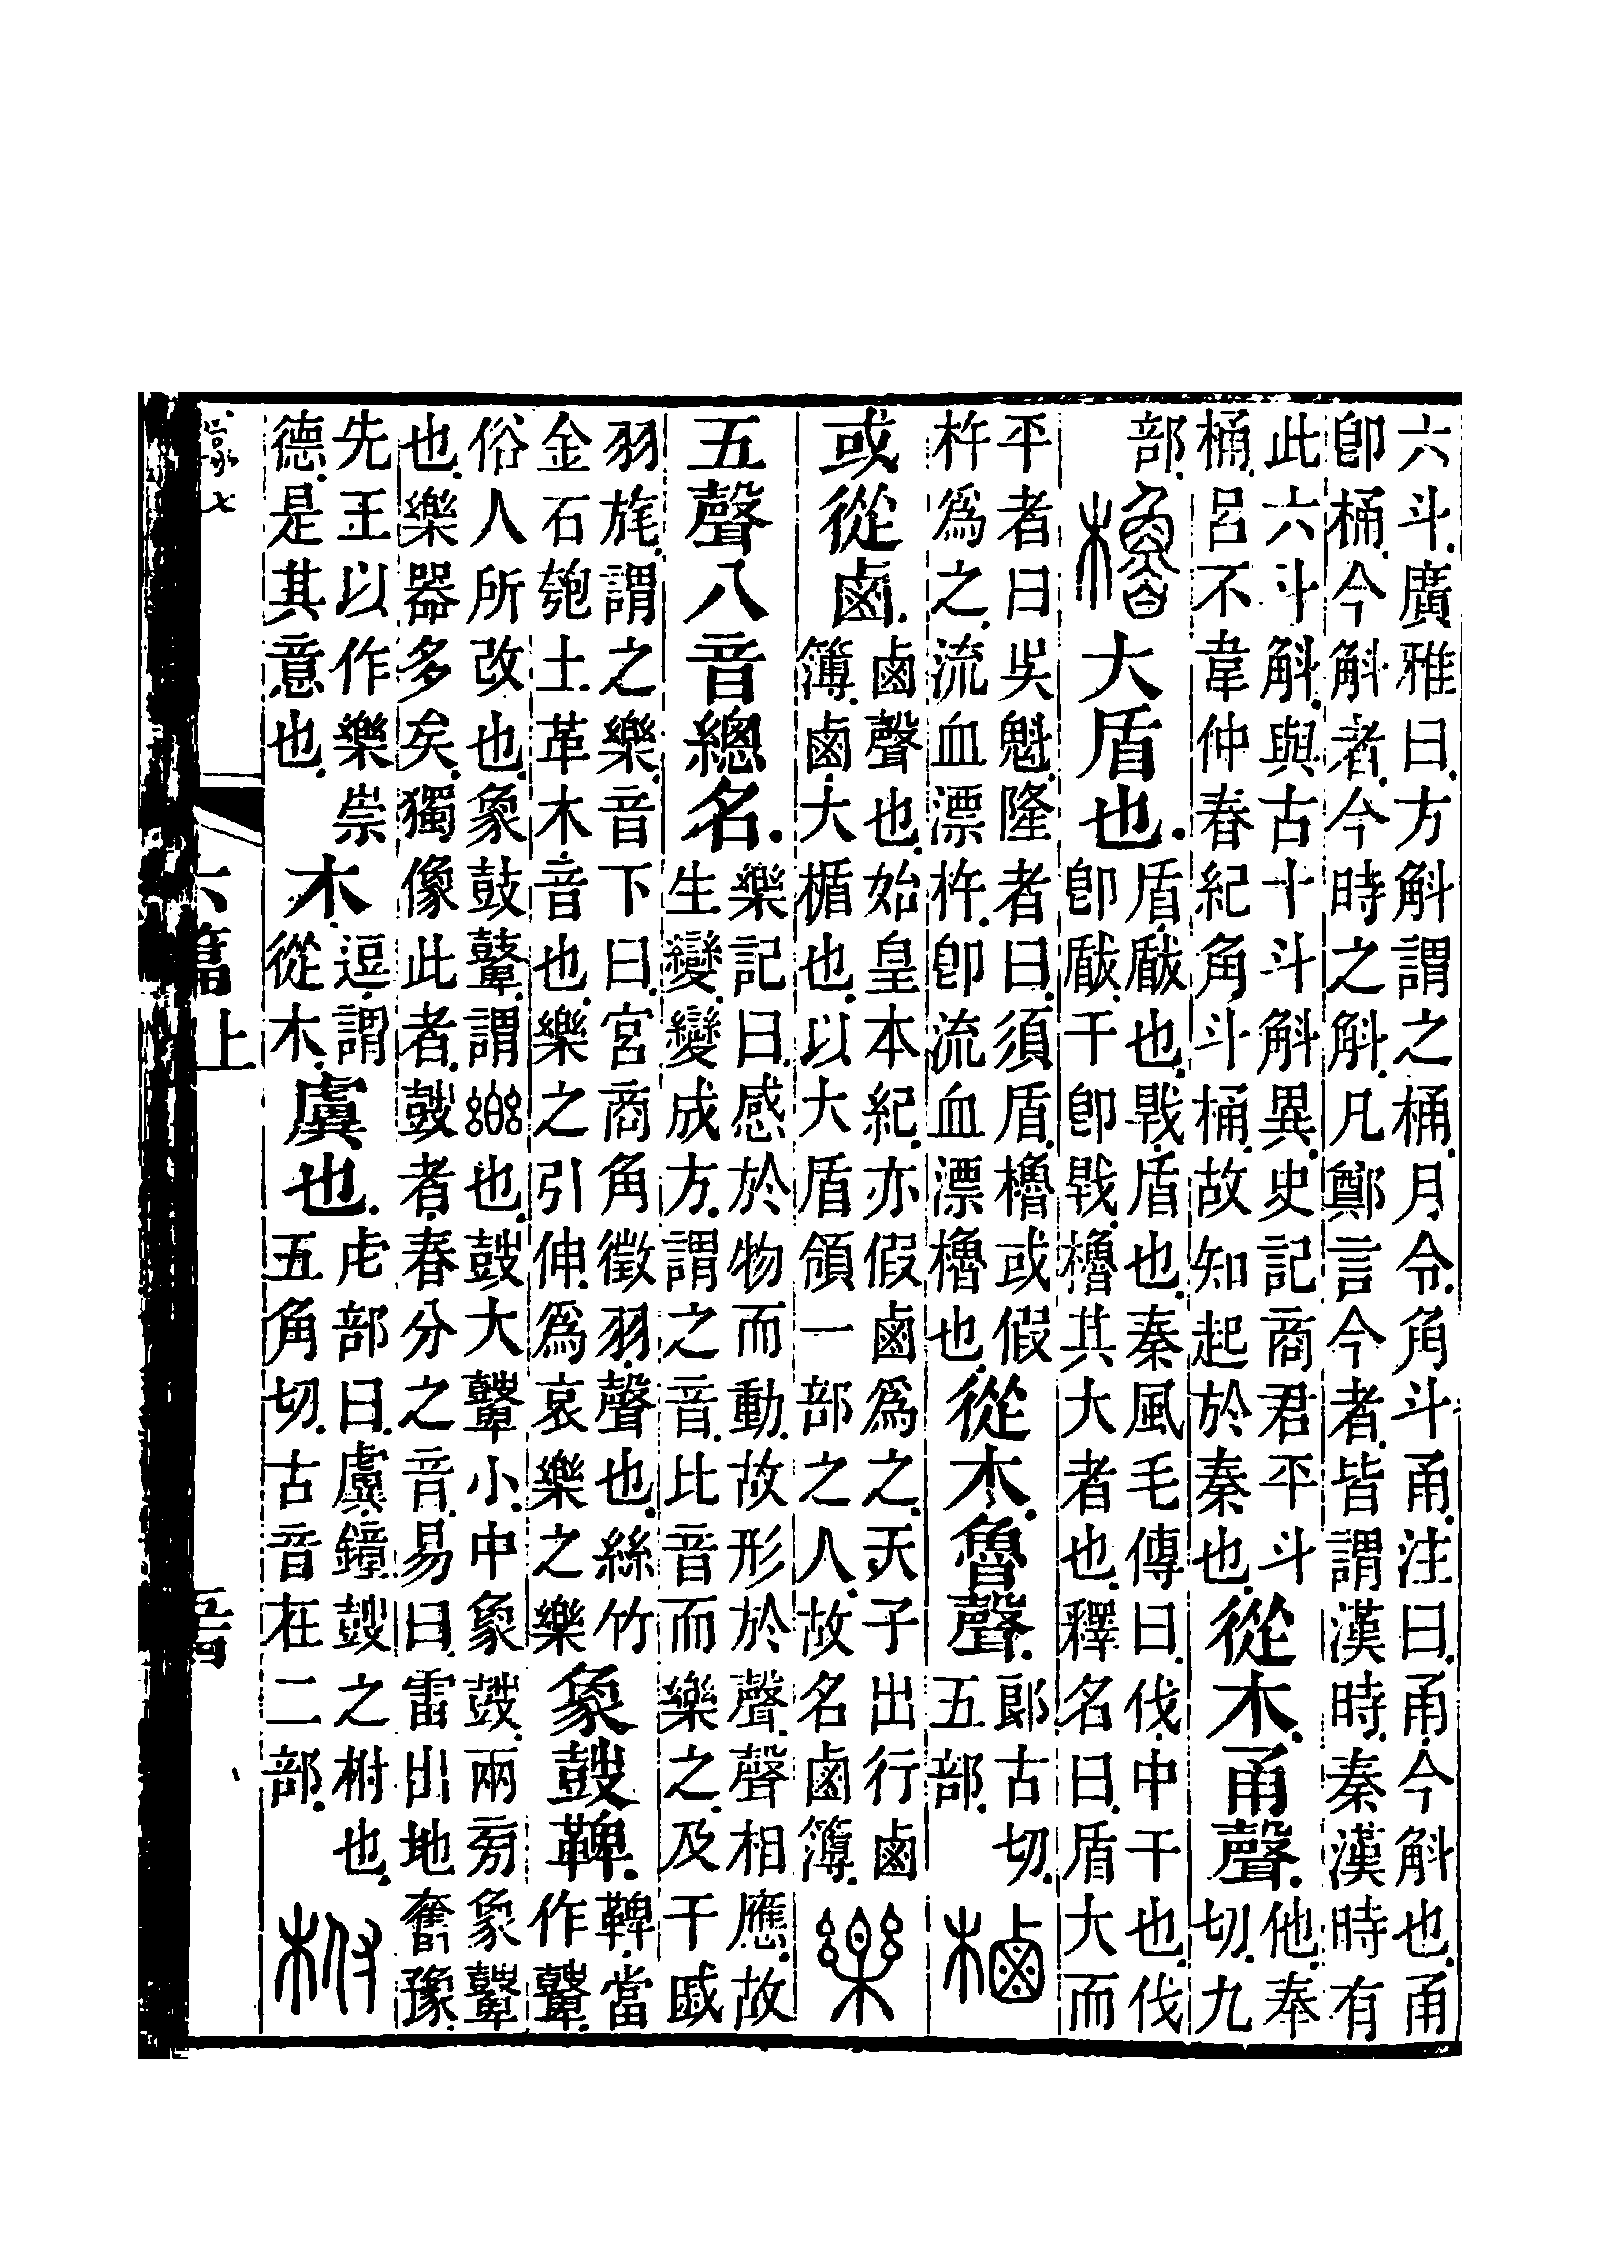 六斗.廣雅曰.方斛謂之桶.月令.角斗甬.注曰.甬.今斛也.甬
卽桶.今斛者.今時之斛.凡鄭言今者.皆謂漢時.秦漢時有
此六斗斛.與古十斗斛異.史記商君平斗
桶.呂不韋仲春紀角斗桶.故知起於秦也.
從木.甬聲.
他奉
切.九
部.
櫓
大盾也.
盾.瞂也.𢧢.盾也.秦風毛傳曰.伐.中干也.伐
卽瞂.干卽𢧢.櫓其大者也.釋名曰.盾大而
平者曰吳魁.隆者曰須盾.櫓或假
杵爲之.流血漂杵.卽流血漂櫓也.
從木.魯聲.
郎古切.
五部.
樐
或從鹵.
鹵聲也.始皇本紀.亦假鹵爲之.天子出行鹵
簿.鹵.大楯也.以大盾領一部之人.故名鹵簿.
樂
五聲八音總名.
樂記曰.感於物而動.故形於聲.聲相應.故
生變.變成方.謂之音.比音而樂之.及干戚
羽旄.謂之樂.音下曰.宮商角徵羽.聲也.絲竹
金石匏土革木.音也.樂之引伸.爲哀樂之樂
象鼓鞞.
鞞.當
作鼙.
俗人所改也.象鼓鼙.謂也.鼓大鼙小.中象鼓.兩旁象鼙
也.樂器多矣.獨像此者.鼓者.春分之音.易曰.雷出地奮豫.
先王以作樂崇
德.是其意也.
木.
逗.謂
從木.
虡也.
虍部曰.虡.鐘鼓之柎也.
五角切.古音在二部.
柎
六篇上